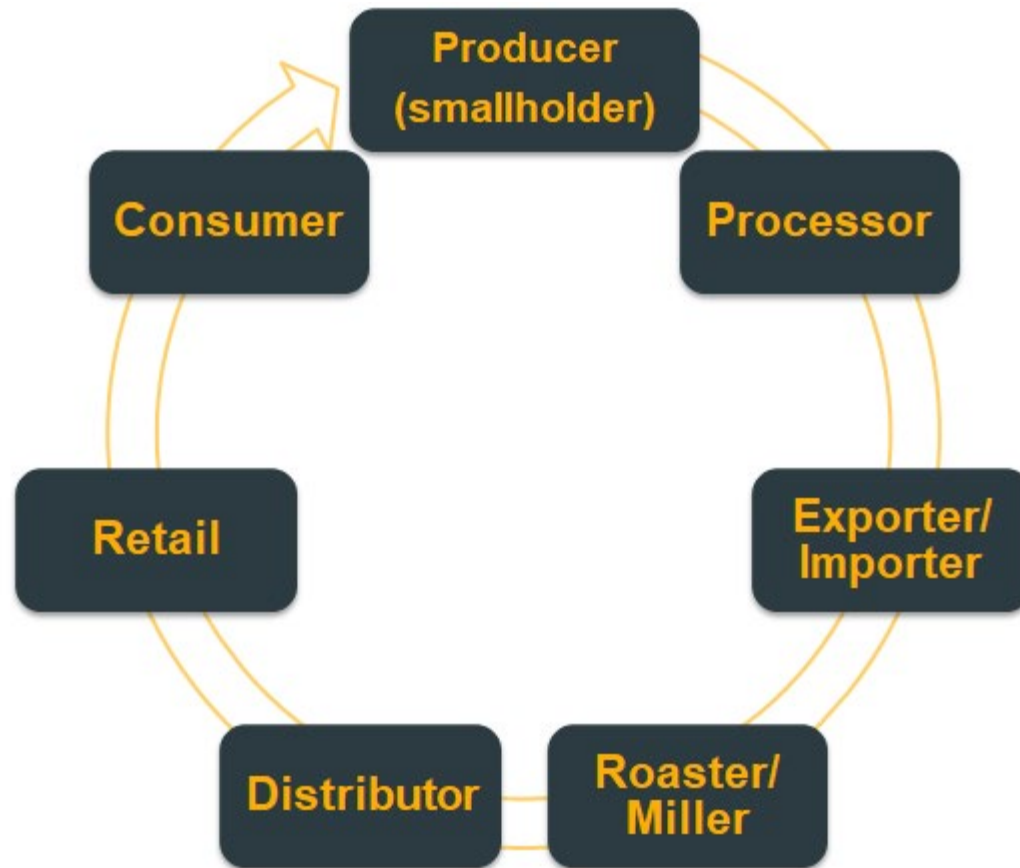 Producer
(smallholder)
Processor
Exporter/
Importer
Roaster/
Miller
Distributor
Retail
Consumer